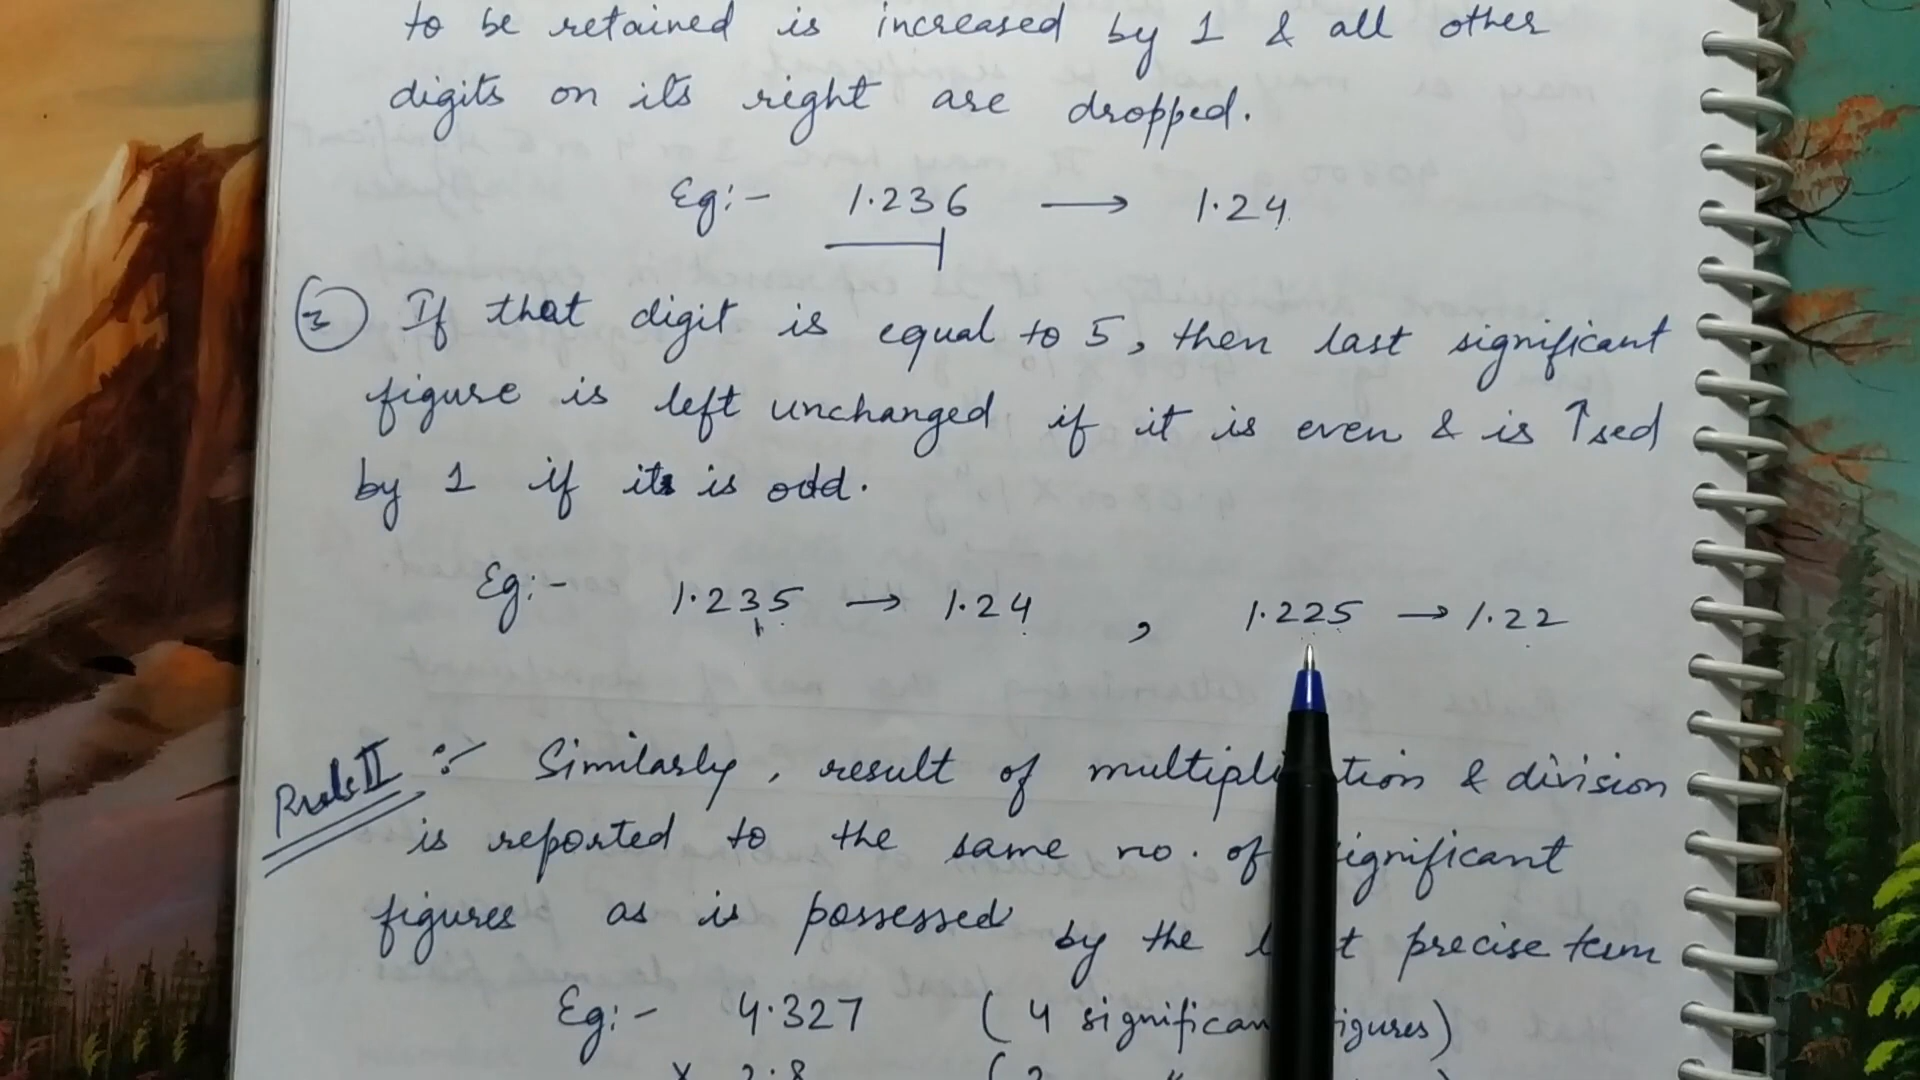 to be retained is increased by 1 & all other
digits on its right are dropped.
Eg:- 1.236 → 1.24
If that digit is equal to 5, then last significant
figure is left unchanged if it is even & is ↑sed
by 1 if its is odd.
Eg:- 1.235 → 1.24 , 1.225 → 1.22
Rule II :- Similarly, result of multipli tion & division
is reported to the same no. of ignificant
figures as is possessed by the l t precise term
Eg:- 4.327 ( 4 significan igures)
x 2.8 (2